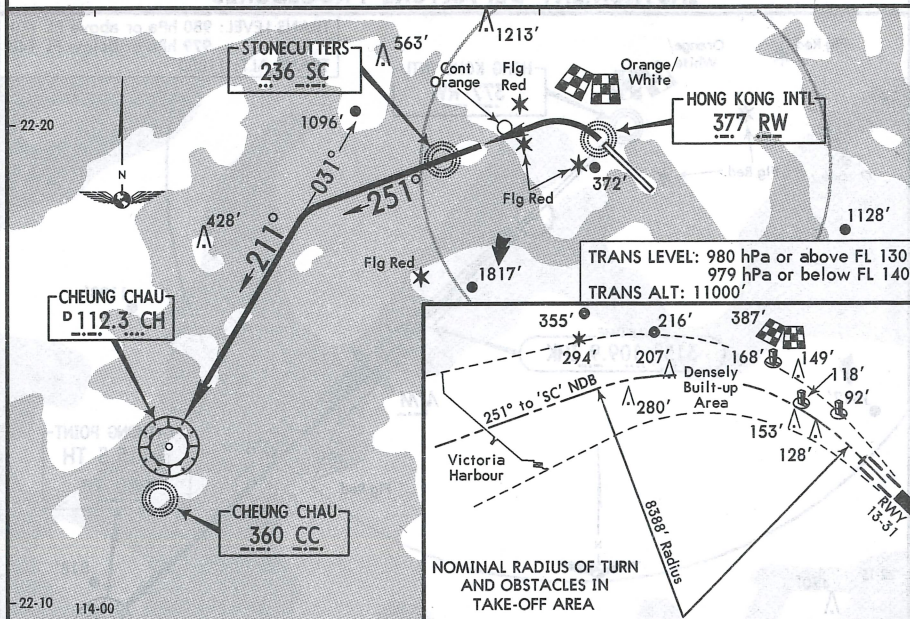 563'
1213'
STONECUTTERS
236 SC
Cont
Orange
Flg
Red
Orange/
White
HONG KONG INTL
377 RW
22-20
1096'
031°
N
251°
Flg Red
372'
428'
211°
1128'
Flg Red
1817'
TRANS LEVEL: 980 hPa or above FL 130
979 hPa or below FL 140
TRANS ALT: 11000'
CHEUNG CHAU
D 112.3 CH
355'
216'
387'
294'
207'
168'
149'
Densely
Built-up
Area
118'
92'
251° to 'SC' NDB
280'
153'
128'
Victoria
Harbour
CHEUNG CHAU
360 CC
8388' Radius
RWY
13-31
NOMINAL RADIUS OF TURN
AND OBSTACLES IN
TAKE-OFF AREA
22-10
114-00